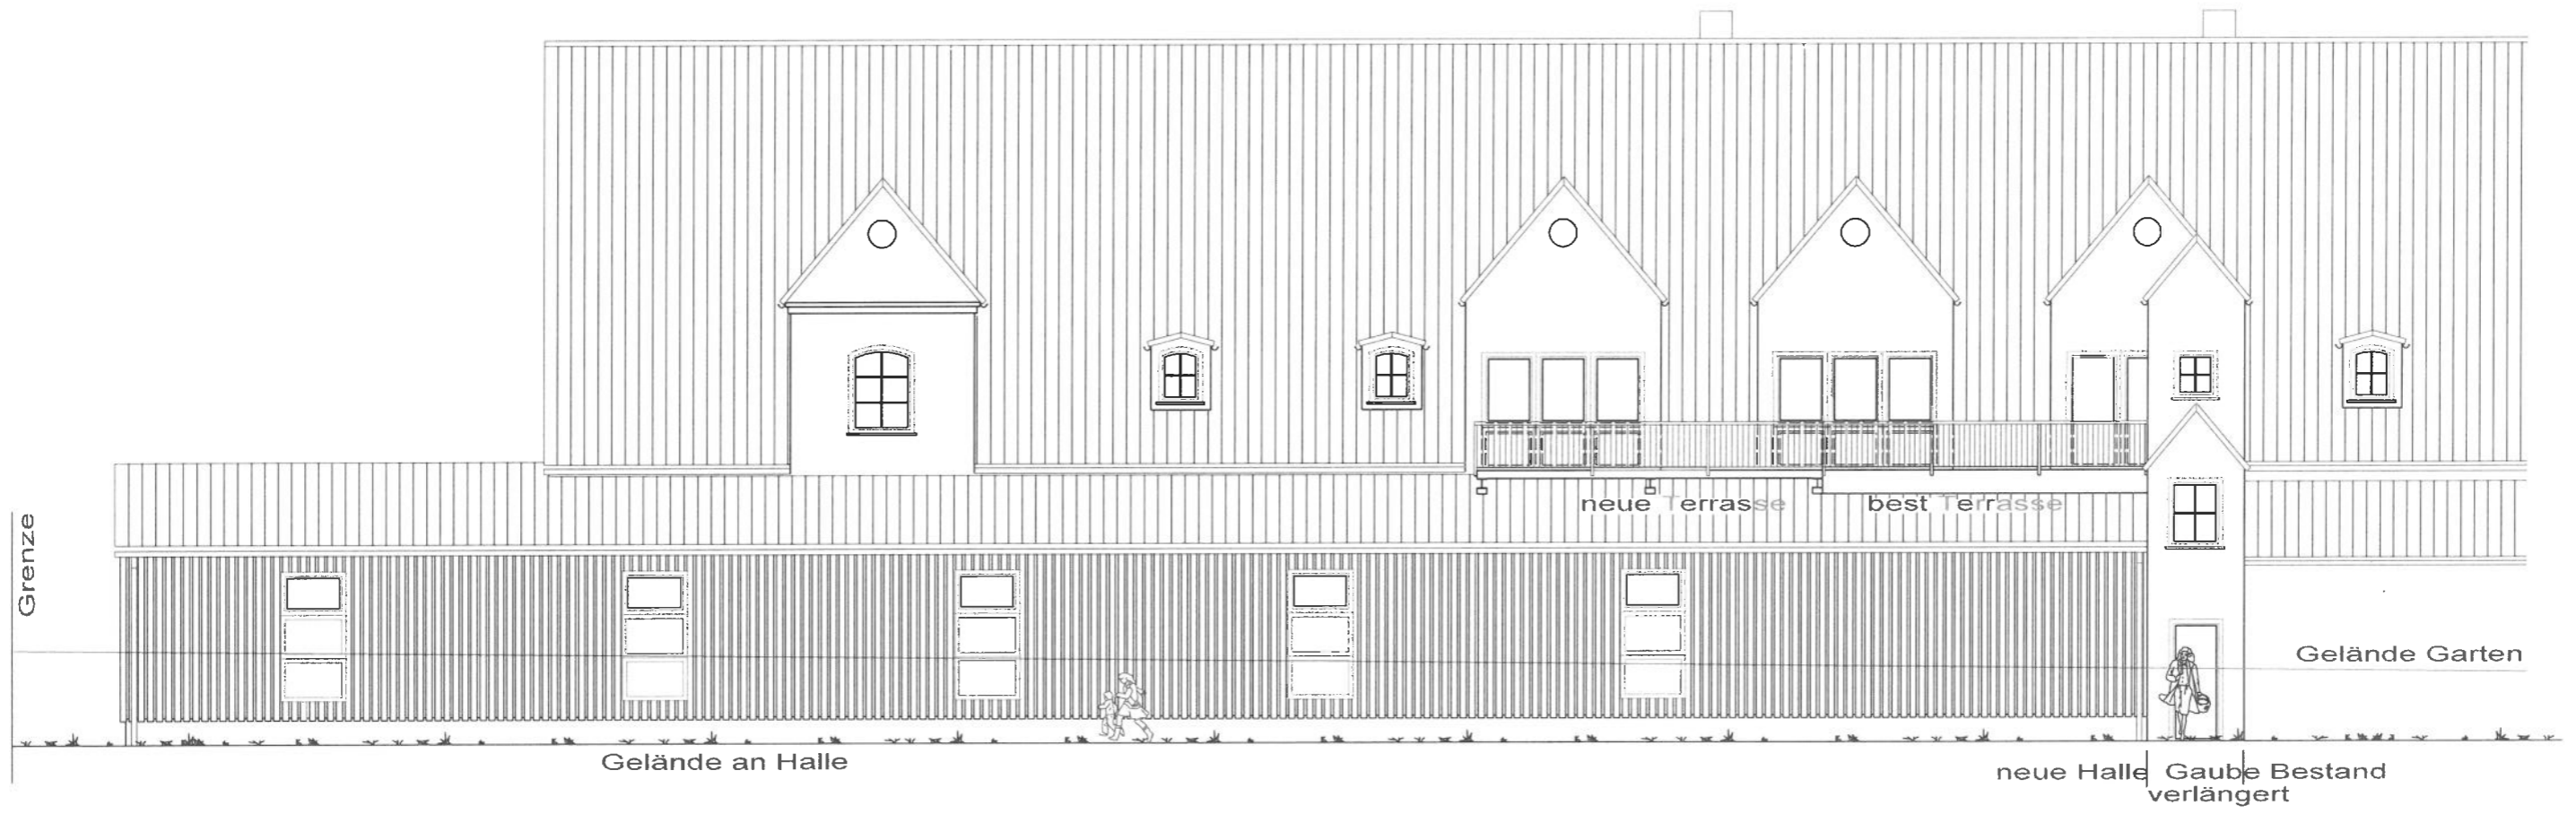 Grenze
neue Terrasse
best Terrasse
Gelände Garten
Gelände an Halle
neue Halle
Gaube
verlängert
Bestand